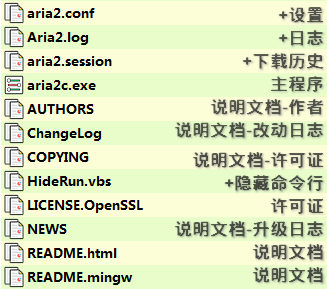 aria2.conf +设置
Aria2.log +日志
aria2.session +下载历史
aria2c.exe 主程序
AUTHORS 说明文档-作者
ChangeLog 说明文档-改动日志
COPYING 说明文档-许可证
HideRun.vbs +隐藏命令行
LICENSE.OpenSSL 许可证
NEWS 说明文档-升级日志
README.html 说明文档
README.mingw 说明文档